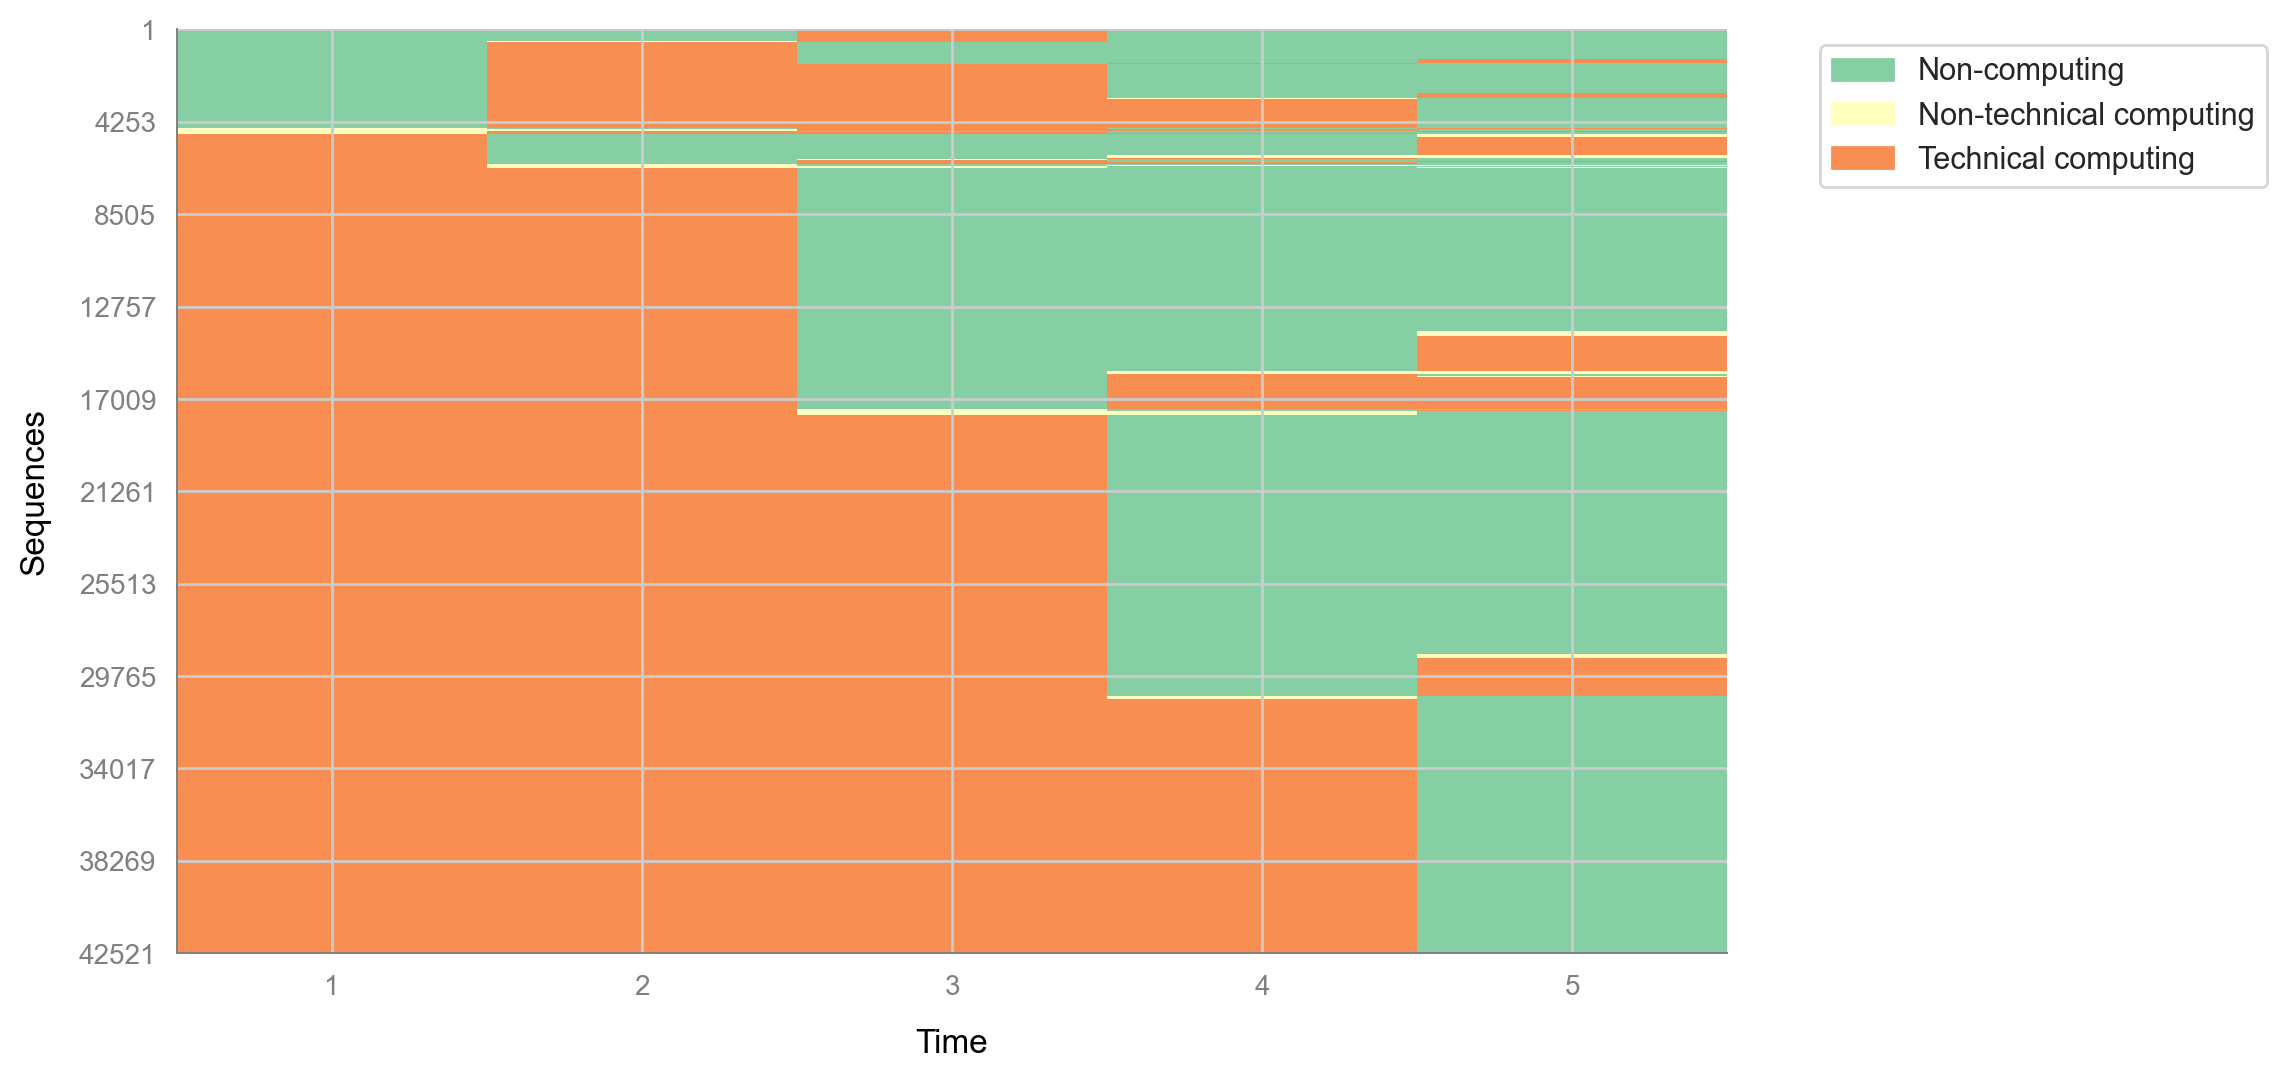 1
4253
8505
12757
17009
21261
25513
29765
34017
38269
42521
Sequences
1 2 3 4 5
Time
Non-computing
Non-technical computing
Technical computing